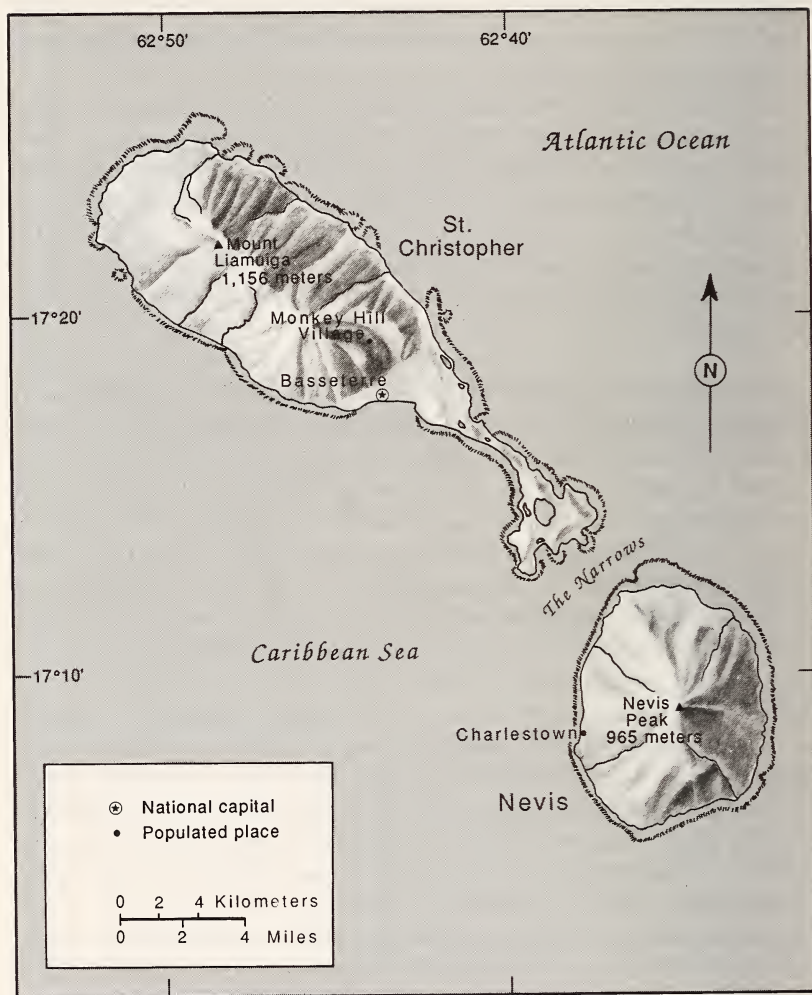 62°50'
62°40'
Atlantic Ocean
St.
Christopher
Mount
Liamuiga
1,156 meters
17°20'
Monkey Hill
Village
Basseterre
N
The Narrows
Caribbean Sea
17°10'
Nevis
Peak
965 meters
Charlestown
Nevis
National capital
Populated place
0 2 4 Kilometers
0 2 4 Miles